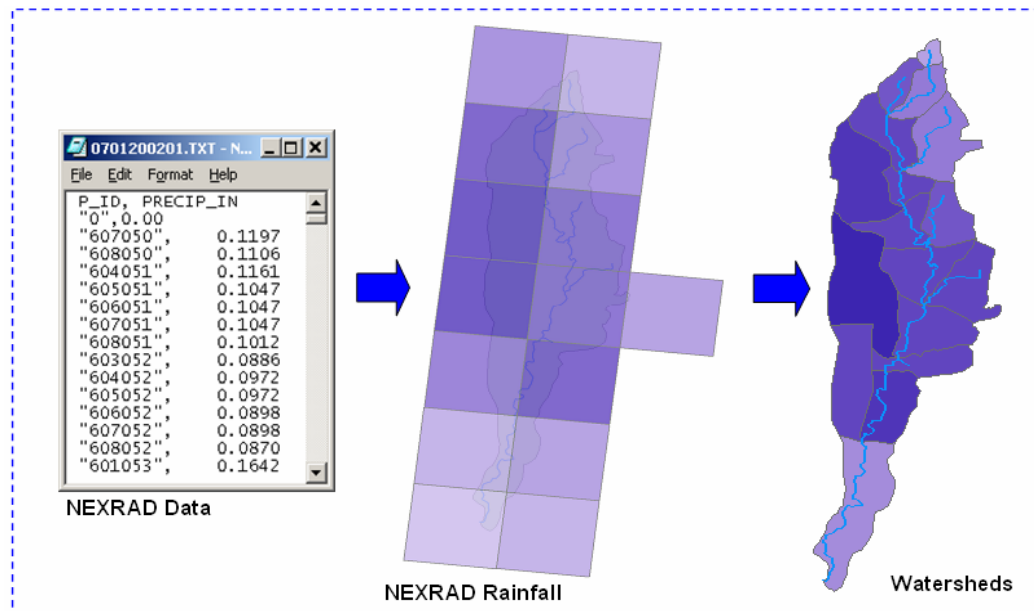 0701200201.TXT - N...
File Edit Format Help
P_ID, PRECIP_IN
"0",0.00
"607050", 0.1197
"608050", 0.1106
"604051", 0.1161
"605051", 0.1047
"606051", 0.1047
"607051", 0.1047
"608051", 0.1012
"603052", 0.0886
"604052", 0.0972
"605052", 0.0972
"606052", 0.0898
"607052", 0.0898
"608052", 0.0870
"601053", 0.1642
NEXRAD Data
NEXRAD Rainfall
Watersheds